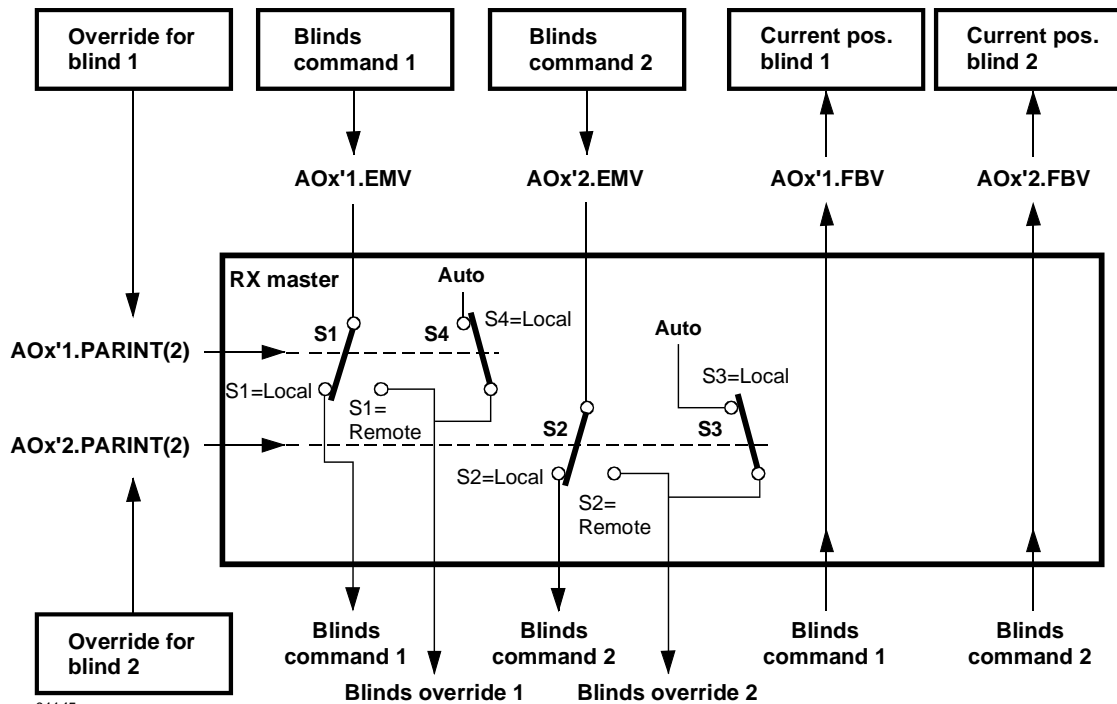 Override for
blind 1
Blinds
command 1
Blinds
command 2
Current pos.
blind 1
Current pos.
blind 2
AOx'1.EMV
AOx'2.EMV
AOx'1.FBV
AOx'2.FBV
RX master
Auto
S1
S4
S4=Local
Auto
AOx'1.PARINT(2)
S1=Local
S1=
Remote
S3=Local
AOx'2.PARINT(2)
S2
S3
S2=Local
S2=
Remote
Override for
blind 2
Blinds
command 1
Blinds
command 2
Blinds
command 1
Blinds
command 2
Blinds override 1
Blinds override 2